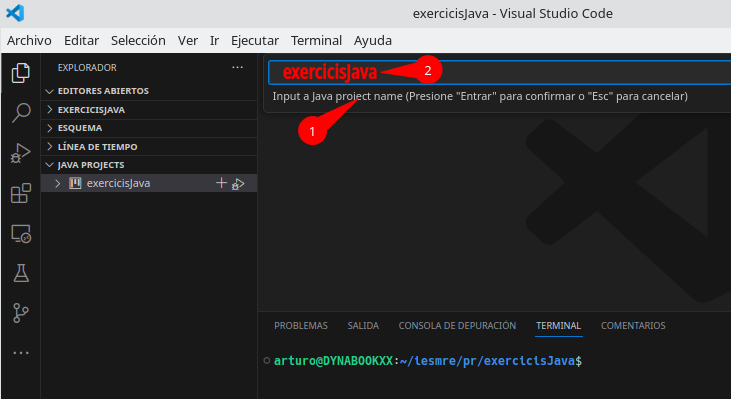 exercicisJava - Visual Studio Code
Archivo Editar Selección Ver Ir Ejecutar Terminal Ayuda
EXPLORADOR
EDITORES ABIERTOS
EXERCICISJAVA
ESQUEMA
LÍNEA DE TIEMPO
JAVA PROJECTS
exercicisJava
exercicisJava
2
Input a Java project name (Presione "Entrar" para confirmar o "Esc" para cancelar)
1
PROBLEMAS SALIDA CONSOLA DE DEPURACIÓN TERMINAL COMENTARIOS
arturo@DYNABOOKXX:~/iesmre/pr/exercicisJava$